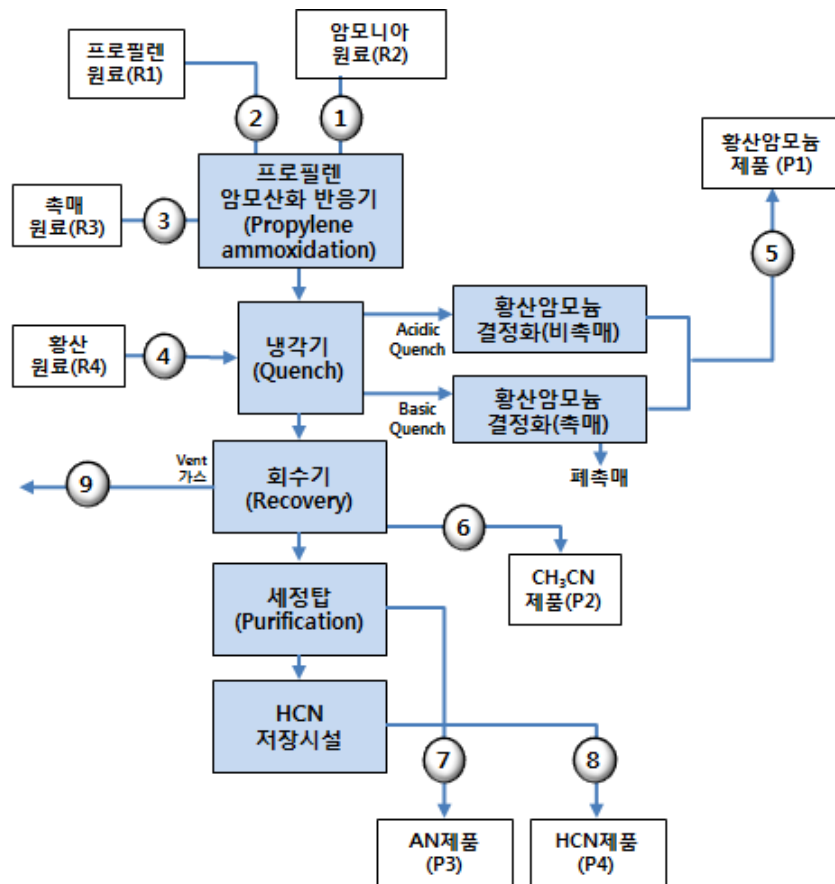 암모니아
원료(R2)
프로필렌
원료(R1)
2
1
황산암모늄
제품 (P1)
프로필렌
암모산화 반응기
(Propylene
ammoxidation)
촉매
원료(R3)
3
5
황산암모늄
결정화(비촉매)
Acidic
Quench
냉각기
(Quench)
황산
원료(R4)
4
Basic
Quench
황산암모늄
결정화(촉매)
폐촉매
Vent
가스
9
회수기
(Recovery)
6
CH₃CN
제품(P2)
세정탑
(Purification)
HCN
저장시설
7
8
AN제품
(P3)
HCN제품
(P4)